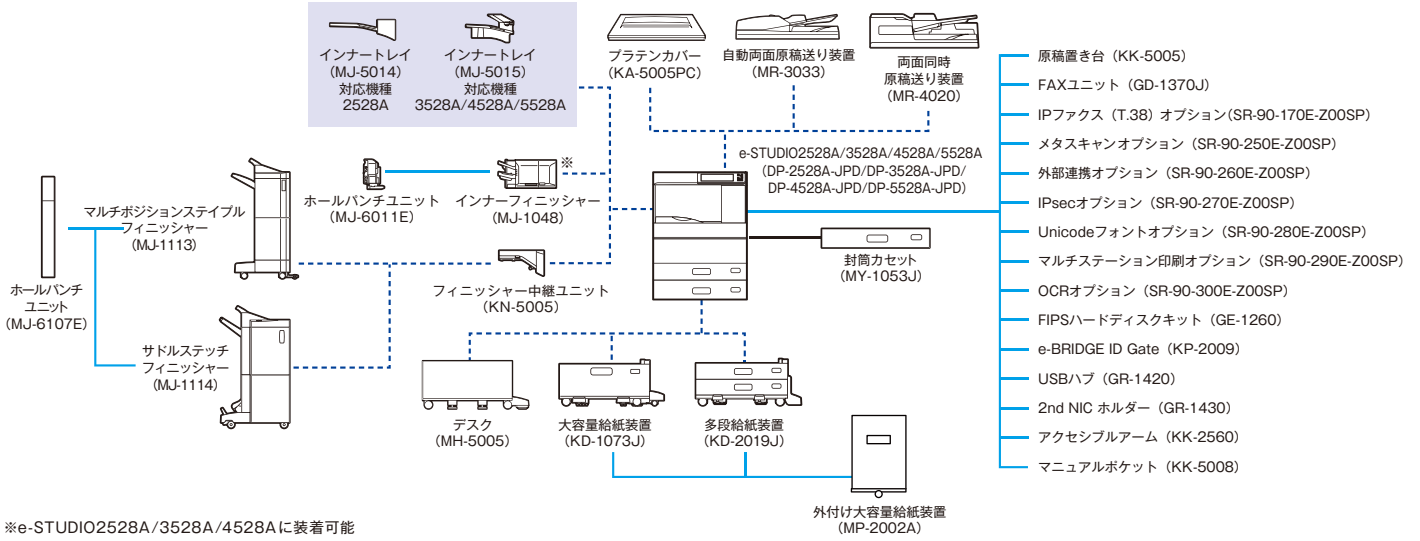 インナートレイ
(MJ-5014)
対応機種
2528A
インナートレイ
(MJ-5015)
対応機種
3528A/4528A/5528A
プラテンカバー
(KA-5005PC)
自動両面原稿送り装置
(MR-3033)
両面同時
原稿送り装置
(MR-4020)
e-STUDIO2528A/3528A/4528A/5528A
(DP-2528A-JPD/DP-3528A-JPD/
DP-4528A-JPD/DP-5528A-JPD)
※
ホールパンチユニット
(MJ-6011E)
インナーフィニッシャー
(MJ-1048)
マルチポジションステイプル
フィニッシャー
(MJ-1113)
ホールパンチ
ユニット
(MJ-6107E)
フィニッシャー中継ユニット
(KN-5005)
封筒カセット
(MY-1053J)
サドルステッチ
フィニッシャー
(MJ-1114)
デスク
(MH-5005)
大容量給紙装置
(KD-1073J)
多段給紙装置
(KD-2019J)
外付け大容量給紙装置
(MP-2002A)
原稿置き台(KK-5005)
FAXユニット(GD-1370J)
IPファクス(T.38)オプション(SR-90-170E-Z00SP)
メタスキャンオプション(SR-90-250E-Z00SP)
外部連携オプション(SR-90-260E-Z00SP)
IPsecオプション(SR-90-270E-Z00SP)
Unicodeフォントオプション(SR-90-280E-Z00SP)
マルチステーション印刷オプション(SR-90-290E-Z00SP)
OCRオプション(SR-90-300E-Z00SP)
FIPSハードディスクキット(GE-1260)
e-BRIDGE ID Gate(KP-2009)
USBハブ(GR-1420)
2nd NIC ホルダー(GR-1430)
アクセシブルアーム(KK-2560)
マニュアルポケット(KK-5008)
※e-STUDIO2528A/3528A/4528Aに装着可能